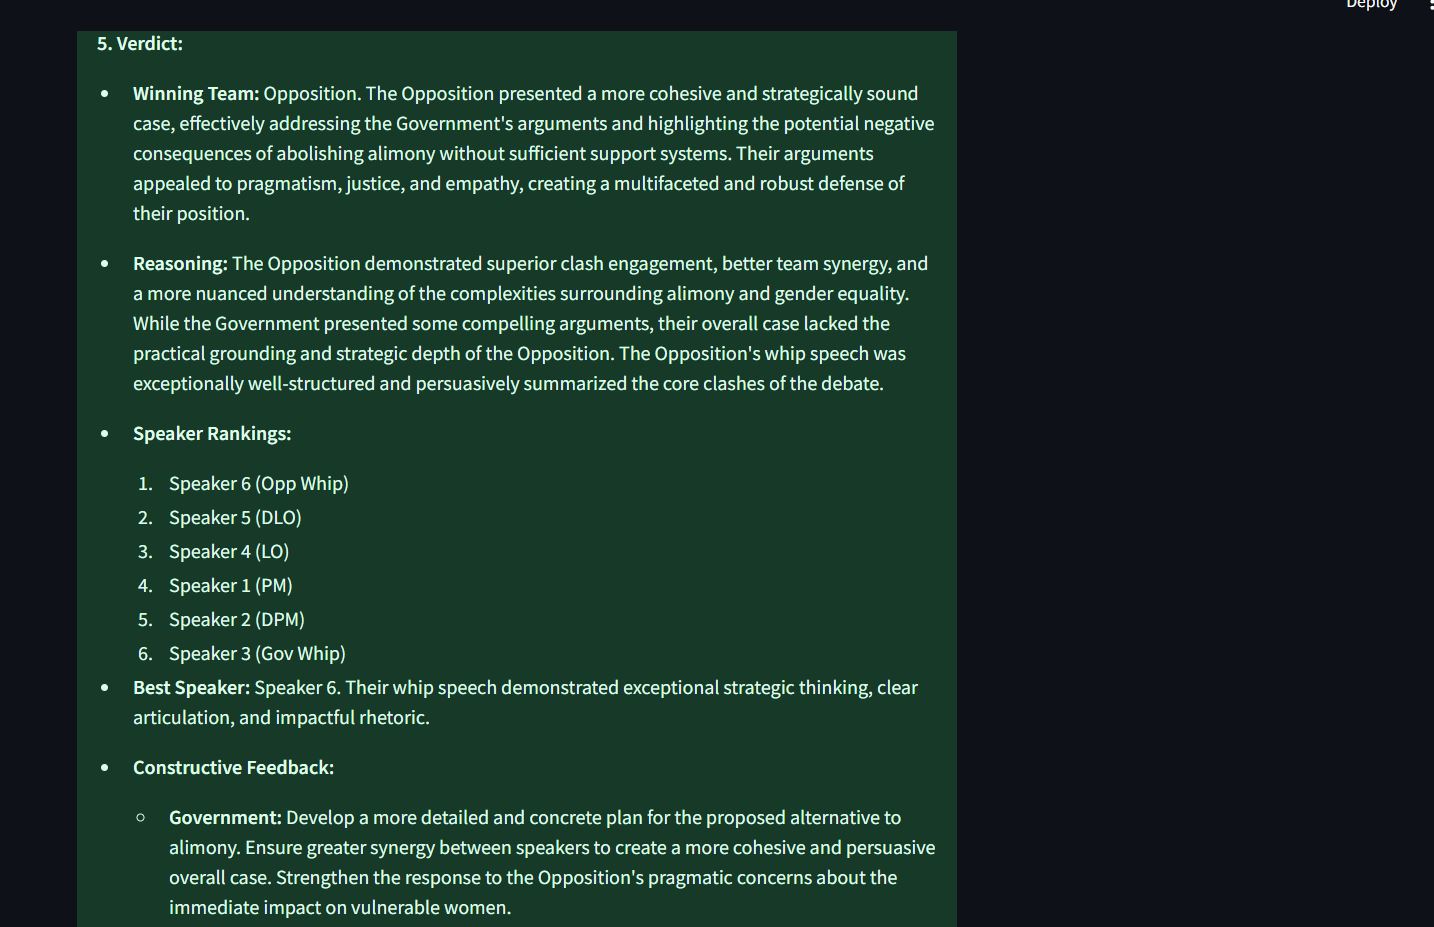 Deploy
5. Verdict:
• Winning Team: Opposition. The Opposition presented a more cohesive and strategically sound
case, effectively addressing the Government's arguments and highlighting the potential negative
consequences of abolishing alimony without sufficient support systems. Their arguments
appealed to pragmatism, justice, and empathy, creating a multifaceted and robust defense of
their position.
• Reasoning: The Opposition demonstrated superior clash engagement, better team synergy, and
a more nuanced understanding of the complexities surrounding alimony and gender equality.
While the Government presented some compelling arguments, their overall case lacked the
practical grounding and strategic depth of the Opposition. The Opposition's whip speech was
exceptionally well-structured and persuasively summarized the core clashes of the debate.
• Speaker Rankings:
1. Speaker 6 (Opp Whip)
2. Speaker 5 (DLO)
3. Speaker 4 (LO)
4. Speaker 1 (PM)
5. Speaker 2 (DPM)
6. Speaker 3 (Gov Whip)
• Best Speaker: Speaker 6. Their whip speech demonstrated exceptional strategic thinking, clear
articulation, and impactful rhetoric.
• Constructive Feedback:
○ Government: Develop a more detailed and concrete plan for the proposed alternative to
alimony. Ensure greater synergy between speakers to create a more cohesive and persuasive
overall case. Strengthen the response to the Opposition's pragmatic concerns about the
immediate impact on vulnerable women.